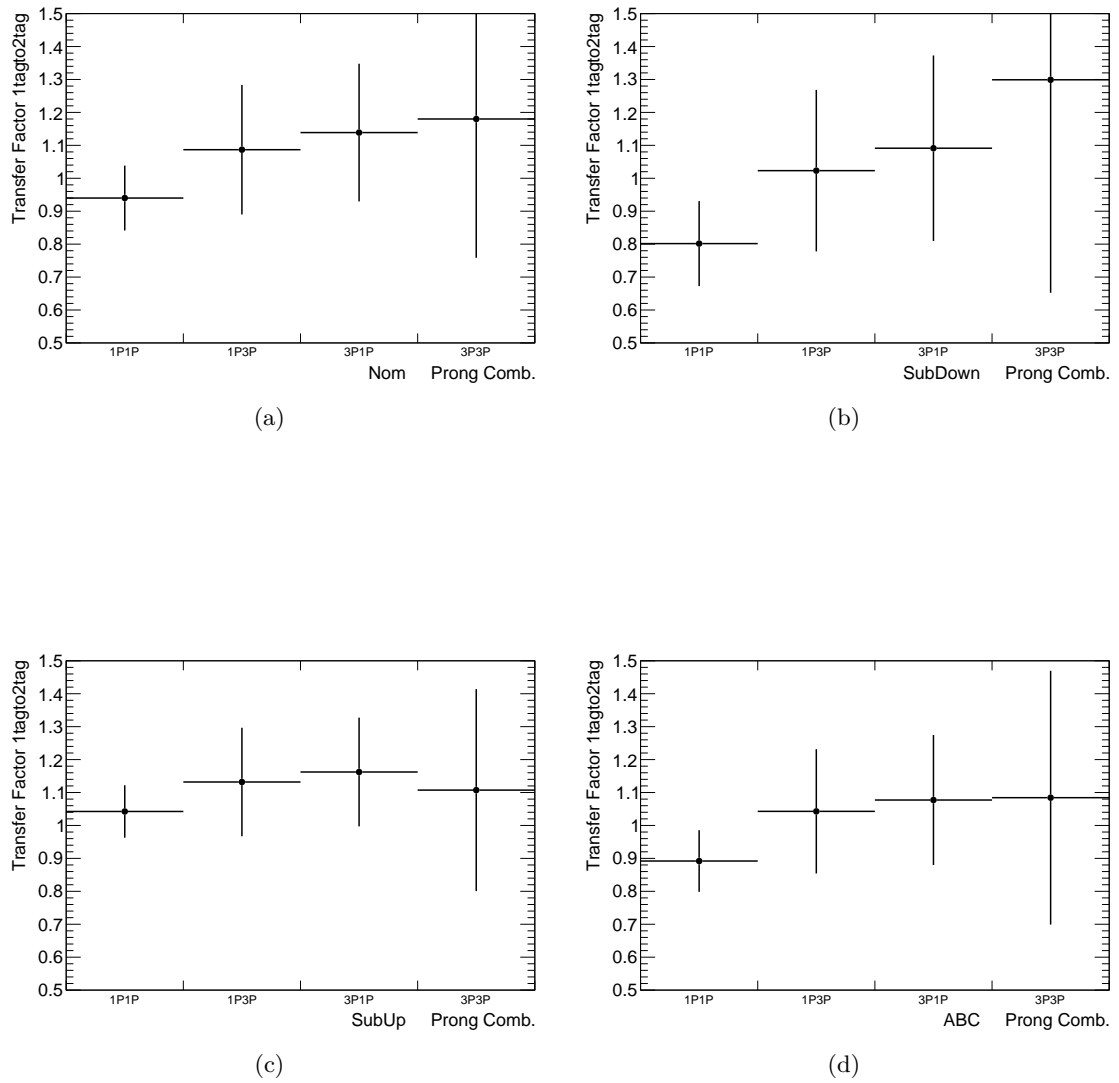 Transfer Factor 1tagto2tag
1.5
1.4
1.3
1.2
1.1
1
0.9
0.8
0.7
0.6
0.5
1P1P 1P3P 3P1P 3P3P
Nom Prong Comb.
(a)
Transfer Factor 1tagto2tag
1.5
1.4
1.3
1.2
1.1
1
0.9
0.8
0.7
0.6
0.5
1P1P 1P3P 3P1P 3P3P
SubDown Prong Comb.
(b)
Transfer Factor 1tagto2tag
1.5
1.4
1.3
1.2
1.1
1
0.9
0.8
0.7
0.6
0.5
1P1P 1P3P 3P1P 3P3P
SubUp Prong Comb.
(c)
Transfer Factor 1tagto2tag
1.5
1.4
1.3
1.2
1.1
1
0.9
0.8
0.7
0.6
0.5
1P1P 1P3P 3P1P 3P3P
ABC Prong Comb.
(d)